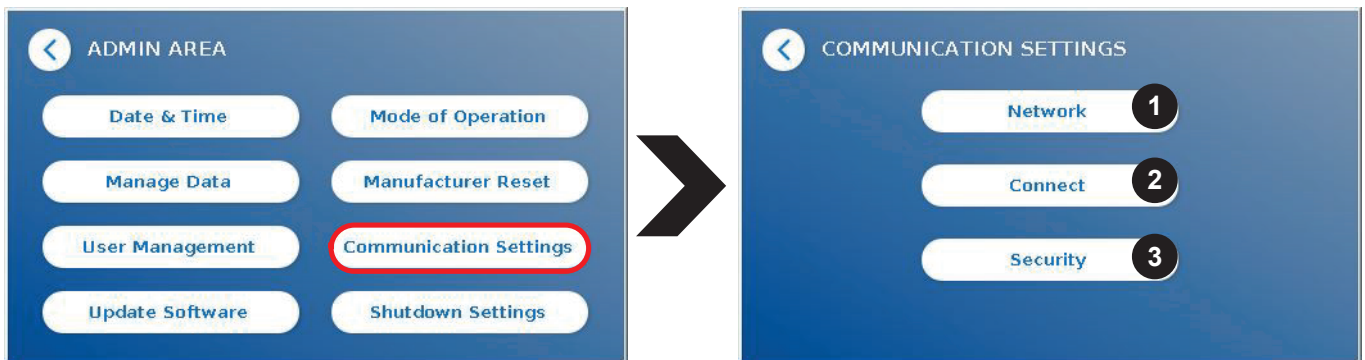 ADMIN AREA
Date & Time
Mode of Operation
Manage Data
Manufacturer Reset
User Management
Communication Settings
Update Software
Shutdown Settings
COMMUNICATION SETTINGS
Network 1
Connect 2
Security 3